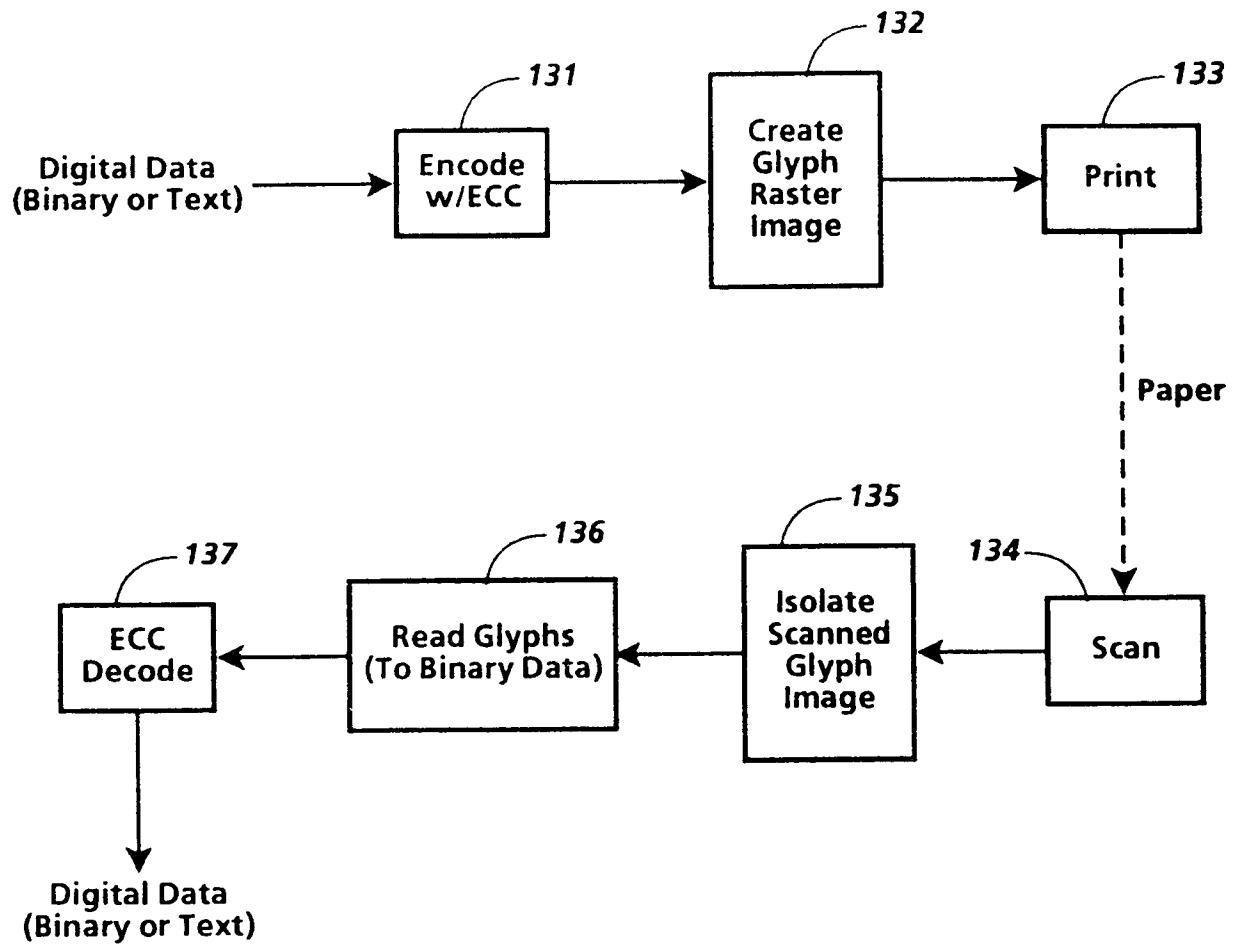 132
131
133
Digital Data
(Binary or Text)
Encode
w/ECC
Create
Glyph
Raster
Image
Print
Paper
135
134
136
137
Scan
Isolate
Scanned
Glyph
Image
Read Glyphs
(To Binary Data)
ECC
Decode
Digital Data
(Binary or Text)